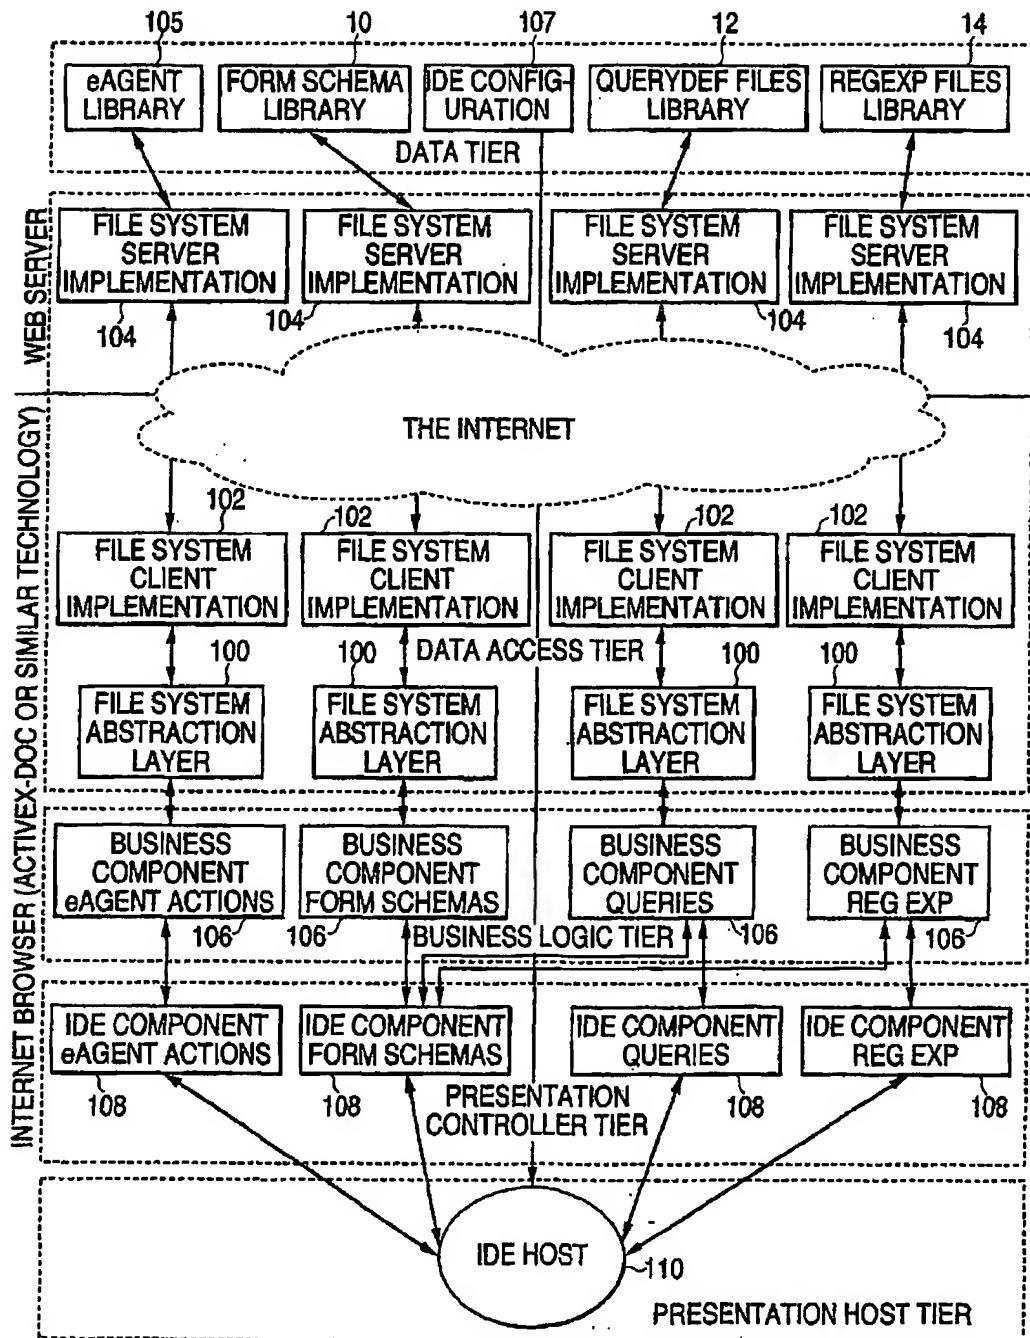 105
10
107
12
14
eAGENT
LIBRARY
FORM SCHEMA
LIBRARY
IDE CONFIG-
URATION
QUERYDEF FILES
LIBRARY
REGEXP FILES
LIBRARY
DATA TIER
WEB SERVER
FILE SYSTEM
SERVER
IMPLEMENTATION
FILE SYSTEM
SERVER
IMPLEMENTATION
FILE SYSTEM
SERVER
IMPLEMENTATION
FILE SYSTEM
SERVER
IMPLEMENTATION
104
104
104
104
THE INTERNET
INTERNET BROWSER (ACTIVEX-DOC OR SIMILAR TECHNOLOGY)
102
102
102
102
FILE SYSTEM
CLIENT
IMPLEMENTATION
FILE SYSTEM
CLIENT
IMPLEMENTATION
FILE SYSTEM
CLIENT
IMPLEMENTATION
FILE SYSTEM
CLIENT
IMPLEMENTATION
DATA ACCESS TIER
100
100
100
100
FILE SYSTEM
ABSTRACTION
LAYER
FILE SYSTEM
ABSTRACTION
LAYER
FILE SYSTEM
ABSTRACTION
LAYER
FILE SYSTEM
ABSTRACTION
LAYER
BUSINESS
COMPONENT
eAGENT ACTIONS
BUSINESS
COMPONENT
FORM SCHEMAS
BUSINESS
COMPONENT
QUERIES
BUSINESS
COMPONENT
REG EXP
106
106
106
106
BUSINESS LOGIC TIER
IDE COMPONENT
eAGENT ACTIONS
IDE COMPONENT
FORM SCHEMAS
IDE COMPONENT
QUERIES
IDE COMPONENT
REG EXP
108
108
108
108
PRESENTATION
CONTROLLER TIER
IDE HOST
110
PRESENTATION HOST TIER